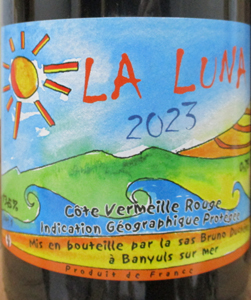 LA LUNA
2023
Côte Vermeille Rouge
Indication Géographique Protégée
Mis en bouteille par la sas Bruno
à Banyuls sur mer
Produit de France